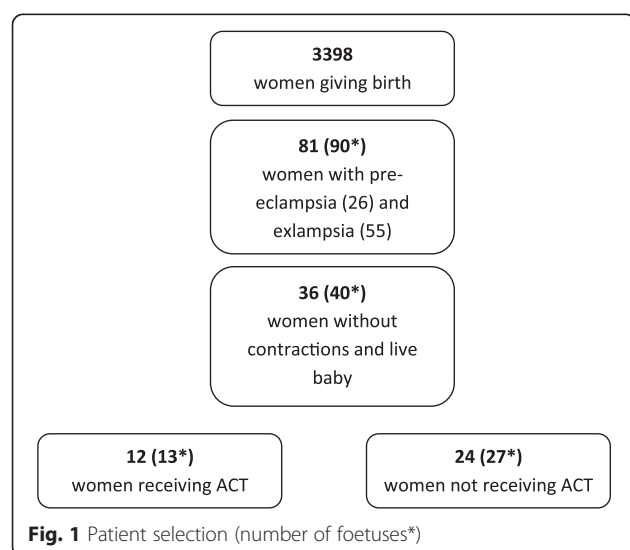 3398
women giving birth
81 (90*)
women with pre-
eclampsia (26) and
exlampsia (55)
36 (40*)
women without
contractions and live
baby
12 (13*)
women receiving ACT
24 (27*)
women not receiving ACT
Fig. 1 Patient selection (number of foetuses*)